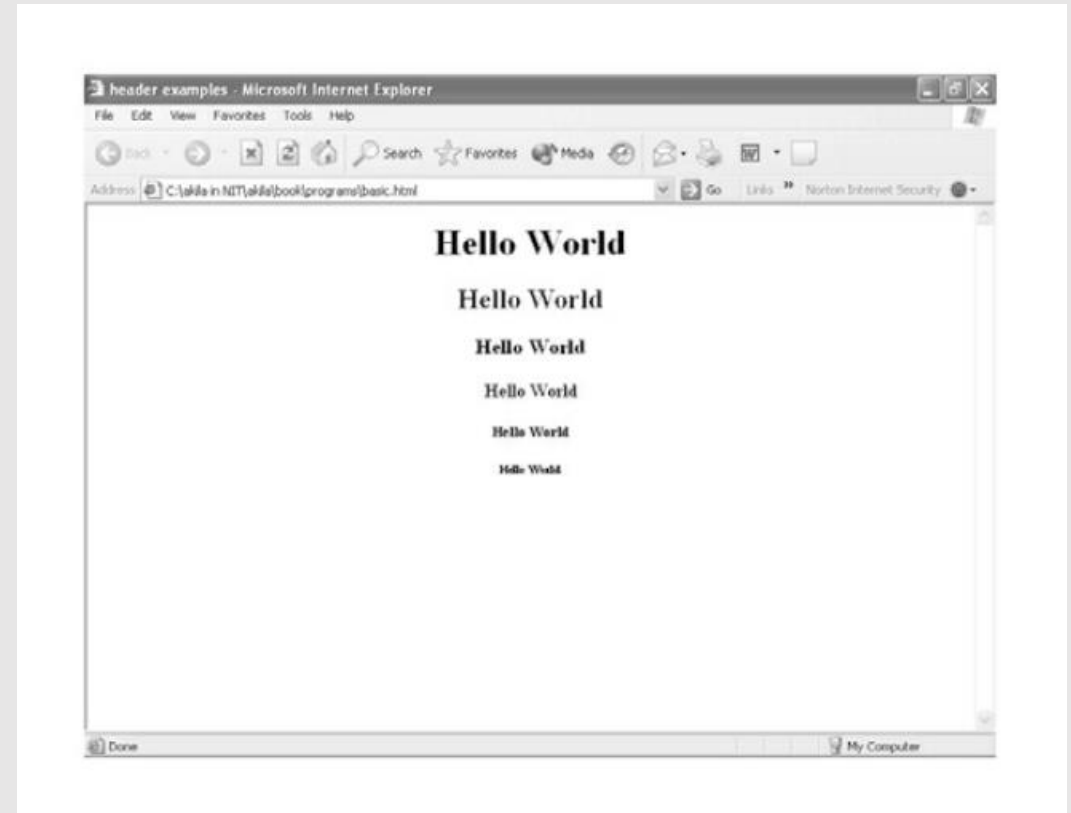 header examples - Microsoft Internet Explorer
File Edit View Favorites Tools Help
Back Search Favorites Media
Address C:\akila in NIT\akila\book\programs\basic.html Go Links » Norton Internet Security
Hello World
Hello World
Hello World
Hello World
Hello World
Hello World
Done My Computer